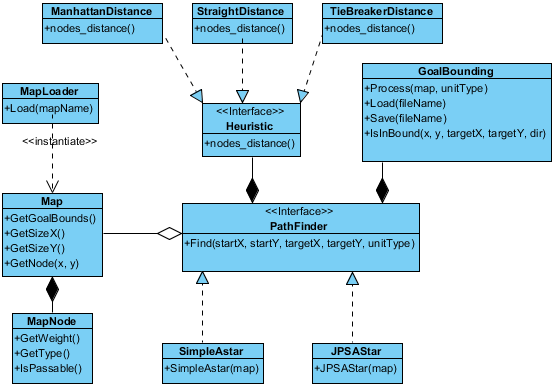 ManhattanDistance
+nodes_distance()
StraightDistance
+nodes_distance()
TieBreakerDistance
+nodes_distance()
GoalBounding
+Process(map, unitType)
+Load(fileName)
+Save(fileName)
+IsInBound(x, y, targetX, targetY, dir)
MapLoader
+Load(mapName)
<<instantiate>>
<<Interface>>
Heuristic
+nodes_distance()
Map
+GetGoalBounds()
+GetSizeX()
+GetSizeY()
+GetNode(x, y)
<<Interface>>
PathFinder
+Find(startX, startY, targetX, targetY, unitType)
MapNode
+GetWeight()
+GetType()
+IsPassable()
SimpleAstar
+SimpleAstar(map)
JPSAStar
+JPSAStar(map)